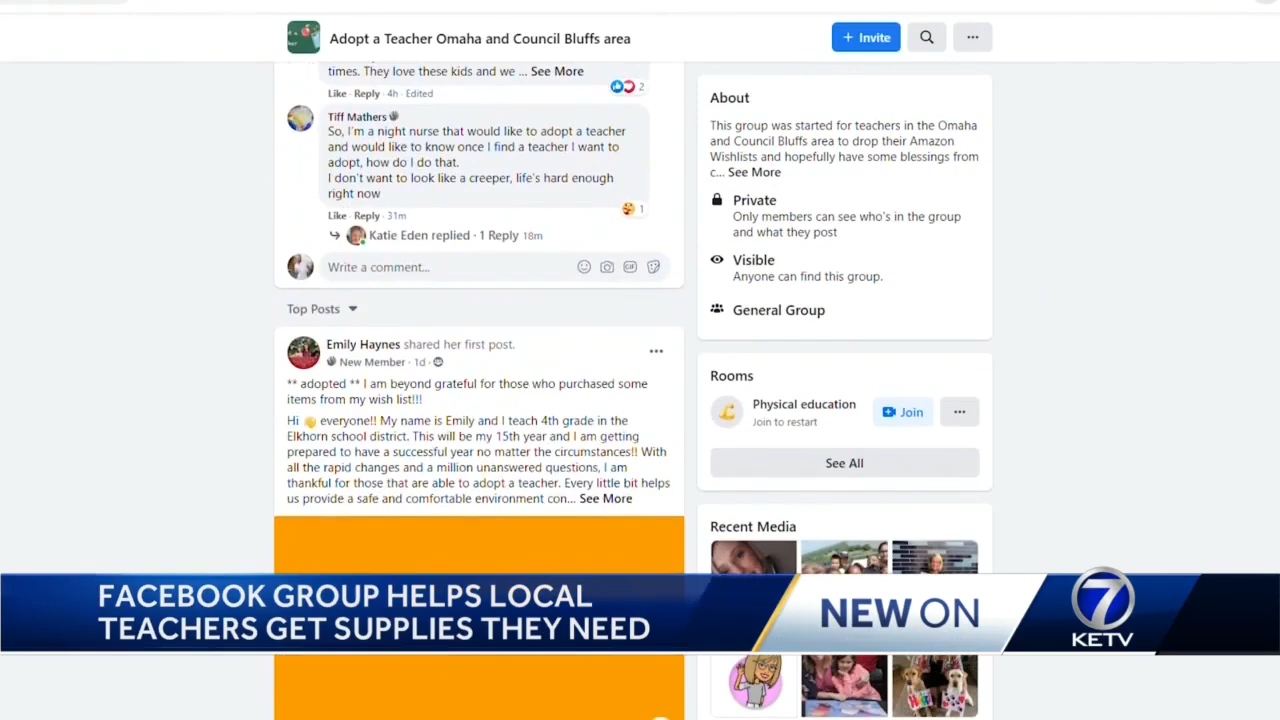 Adopt a Teacher Omaha and Council Bluffs area
+ Invite
times. They love these kids and we ... See More
Like · Reply · 4h · Edited
2
Tiff Mathers
So, I'm a night nurse that would like to adopt a teacher
and would like to know once I find a teacher I want to
adopt, how do I do that.
I don't want to look like a creeper, life's hard enough
right now
Like · Reply · 31m
1
Katie Eden replied · 1 Reply 18m
Write a comment...
GIF
Top Posts
Emily Haynes shared her first post.
New Member · 1d ·
** adopted ** I am beyond grateful for those who purchased some
items from my wish list!!!
Hi 👋 everyone!! My name is Emily and I teach 4th grade in the
Elkhorn school district. This will be my 15th year and I am getting
prepared to have a successful year no matter the circumstances!! With
all the rapid changes and a million unanswered questions, I am
thankful for those that are able to adopt a teacher. Every little bit helps
us provide a safe and comfortable environment con... See More
About
This group was started for teachers in the Omaha
and Council Bluffs area to drop their Amazon
Wishlists and hopefully have some blessings from
c... See More
Private
Only members can see who's in the group
and what they post
Visible
Anyone can find this group.
General Group
Rooms
Physical education
Join to restart
Join
See All
Recent Media
FACEBOOK GROUP HELPS LOCAL
TEACHERS GET SUPPLIES THEY NEED
NEW ON
7
KETV